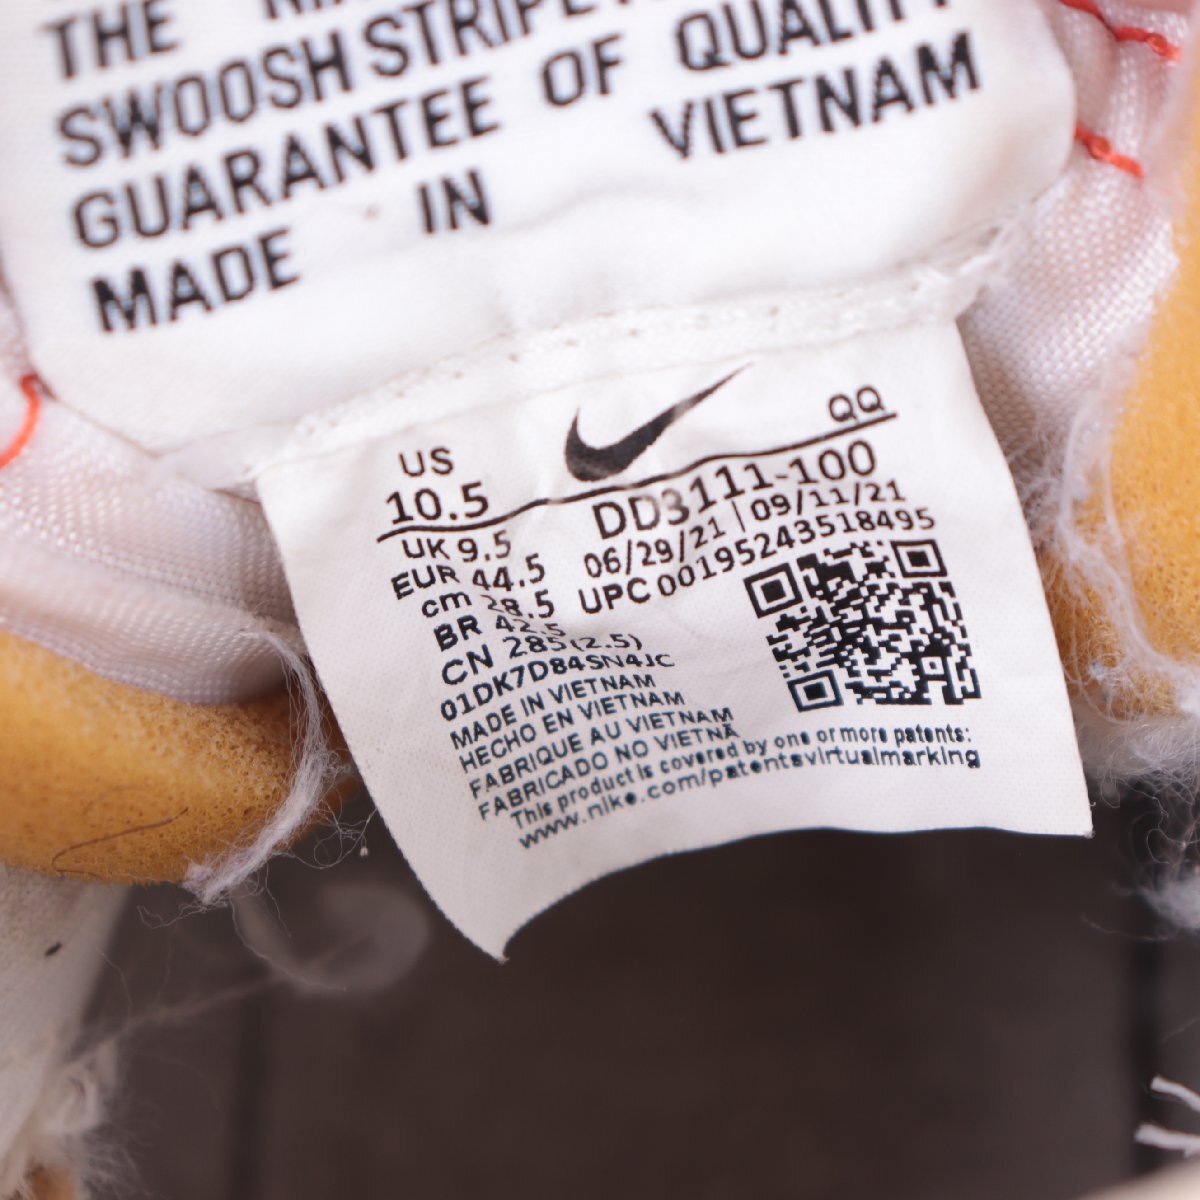 THE
SWOOSH STRIPE
GUARANTEE OF QUALITY
MADE IN VIETNAM
QQ
US
10.5
DD3111-100
UK 9.5
06/29/21 | 09/11/21
EUR 44.5
UPC 00195243518495
cm 28.5
BR 42.5
CN 285(2.5)
01DK7D84SN4JC
MADE IN VIETNAM
HECHO EN VIETNAM
FABRIQUE AU VIETNAM
FABRICADO NO VIETNÃ
This product is covered by one or more patents:
www.nike.com/patentsvirtualmarking